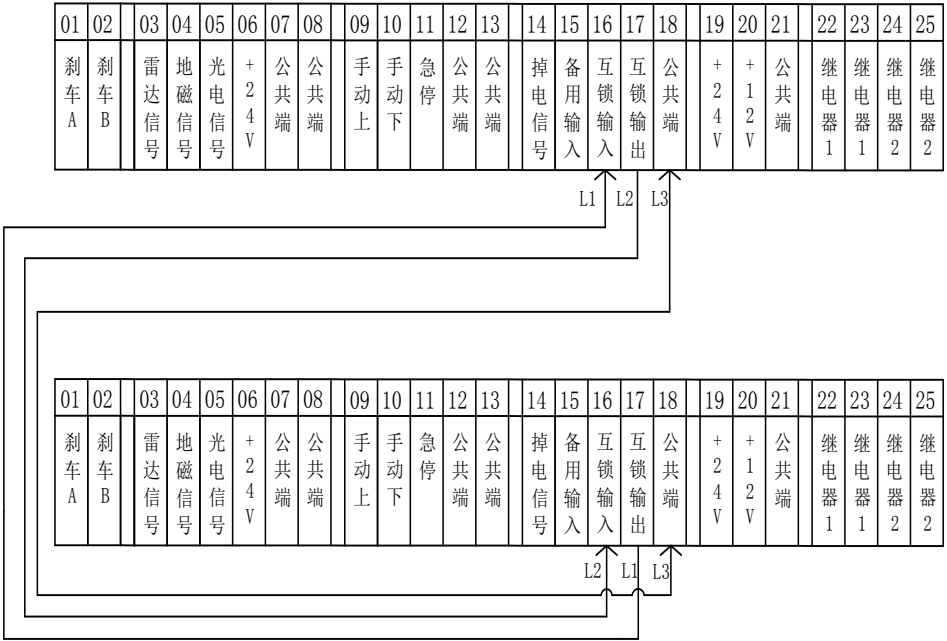 01 02 03 04 05 06 07 08 09 10 11 12 13 14 15 16 17 18 19 20 21 22 23 24 25
刹车A 刹车B 雷达信号 地磁信号 光电信号 +24V 公共端 公共端 手动上 手动下 急停 公共端 公共端 掉电信号 备用输入 互锁输入 互锁输出 公共端 +24V +12V 公共端 继电器1 继电器1 继电器2 继电器2
L1 L2 L3
01 02 03 04 05 06 07 08 09 10 11 12 13 14 15 16 17 18 19 20 21 22 23 24 25
刹车A 刹车B 雷达信号 地磁信号 光电信号 +24V 公共端 公共端 手动上 手动下 急停 公共端 公共端 掉电信号 备用输入 互锁输入 互锁输出 公共端 +24V +12V 公共端 继电器1 继电器1 继电器2 继电器2
L2 L1 L3